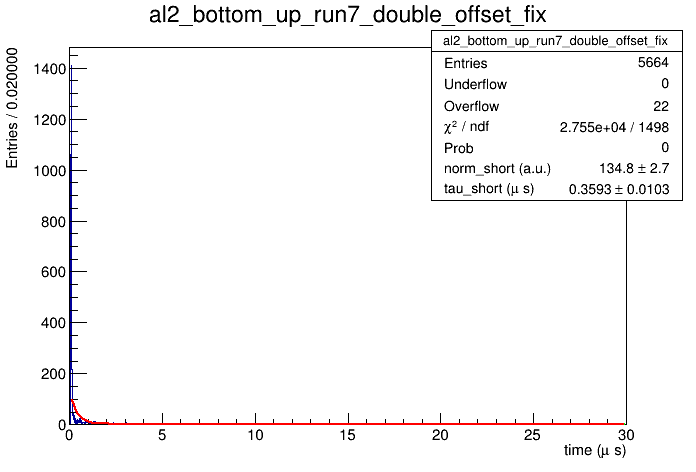 al2_bottom_up_run7_double_offset_fix
al2_bottom_up_run7_double_offset_fix
Entries 5664
Underflow 0
Overflow 22
χ² / ndf 2.755e+04 / 1498
Prob 0
norm_short (a.u.) 134.8 ± 2.7
tau_short (μ s) 0.3593 ± 0.0103
Entries / 0.020000
1400
1200
1000
800
600
400
200
0
0 5 10 15 20 25 30
time (μ s)